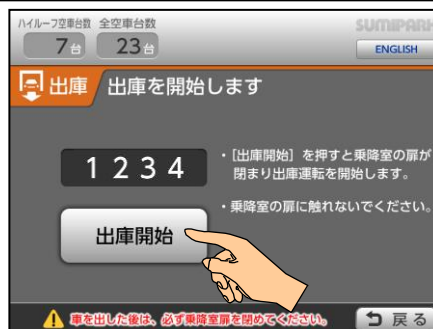 ハイルーフ空車台数 全空車台数
7台 23台
SUMIPARK
ENGLISH
出庫 出庫を開始します
1234
・[出庫開始] を押すと乗降室の扉が
閉まり出庫運転を開始します。
・乗降室の扉に触れないでください。
出庫開始
車を出した後は、必ず乗降室扉を閉めてください。
戻る